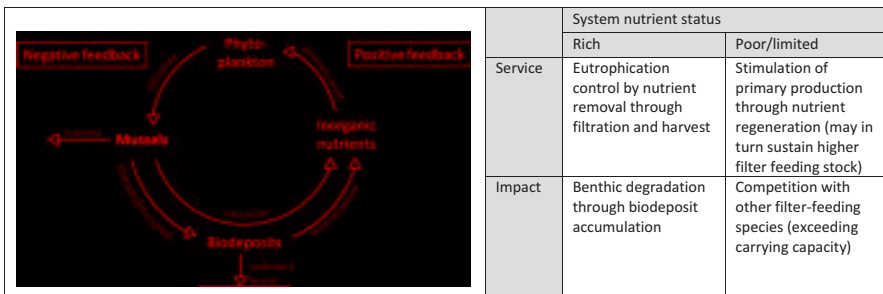 Negative feedback
Phyto-
plankton
Positive feedback
Mussels
Inorganic
nutrients
Biodeposits
System nutrient status
Rich
Poor/limited
Service
Eutrophication
control by nutrient
removal through
filtration and harvest
Stimulation of
primary production
through nutrient
regeneration (may in
turn sustain higher
filter feeding stock)
Impact
Benthic degradation
through biodeposit
accumulation
Competition with
other filter-feeding
species (exceeding
carrying capacity)